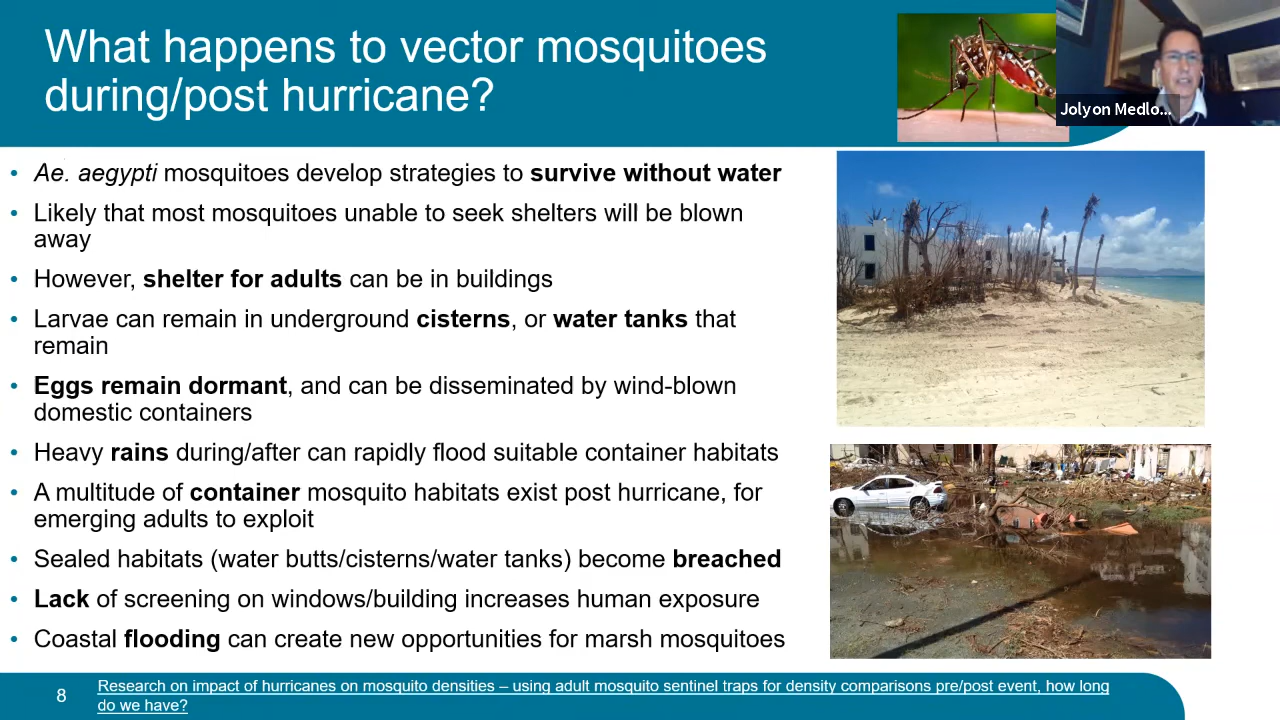 What happens to vector mosquitoes
during/post hurricane?
Jolyon Medlo...
• Ae. aegypti mosquitoes develop strategies to survive without water
• Likely that most mosquitoes unable to seek shelters will be blown
away
• However, shelter for adults can be in buildings
• Larvae can remain in underground cisterns, or water tanks that
remain
• Eggs remain dormant, and can be disseminated by wind-blown
domestic containers
• Heavy rains during/after can rapidly flood suitable container habitats
• A multitude of container mosquito habitats exist post hurricane, for
emerging adults to exploit
• Sealed habitats (water butts/cisterns/water tanks) become breached
• Lack of screening on windows/building increases human exposure
• Coastal flooding can create new opportunities for marsh mosquitoes
8
Research on impact of hurricanes on mosquito densities – using adult mosquito sentinel traps for density comparisons pre/post event, how long
do we have?